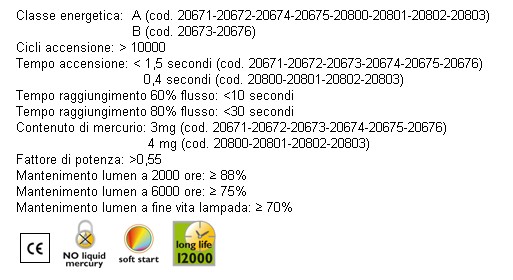 Classe energetica: A (cod. 20671-20672-20674-20675-20800-20801-20802-20803)
B (cod. 20673-20676)
Cicli accensione: > 10000
Tempo accensione: < 1,5 secondi (cod. 20671-20672-20673-20674-20675-20676)
0,4 secondi (cod. 20800-20801-20802-20803)
Tempo raggiungimento 60% flusso: <10 secondi
Tempo raggiungimento 80% flusso: <30 secondi
Contenuto di mercurio: 3mg (cod. 20671-20672-20673-20674-20675-20676)
4 mg (cod. 20800-20801-20802-20803)
Fattore di potenza: >0,55
Mantenimento lumen a 2000 ore: ≥ 88%
Mantenimento lumen a 6000 ore: ≥ 75%
Mantenimento lumen a fine vita lampada: ≥ 70%
CE
NO liquid
mercury
soft start
long life
12000